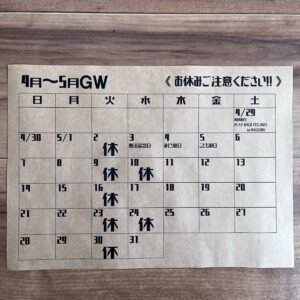 4月～5月GW
《 お休みご注意ください!! 》
日 月 火 水 木 金 土
4/29
4/30 5/1 2 3 4 5 6
休
憲法記念日 みどりの日 こどもの日
7 8 9 10 11 12 13
休 休
14 15 16 17 18 19 20
休
21 22 23 24 25 26 27
休 休
28 29 30 31
休